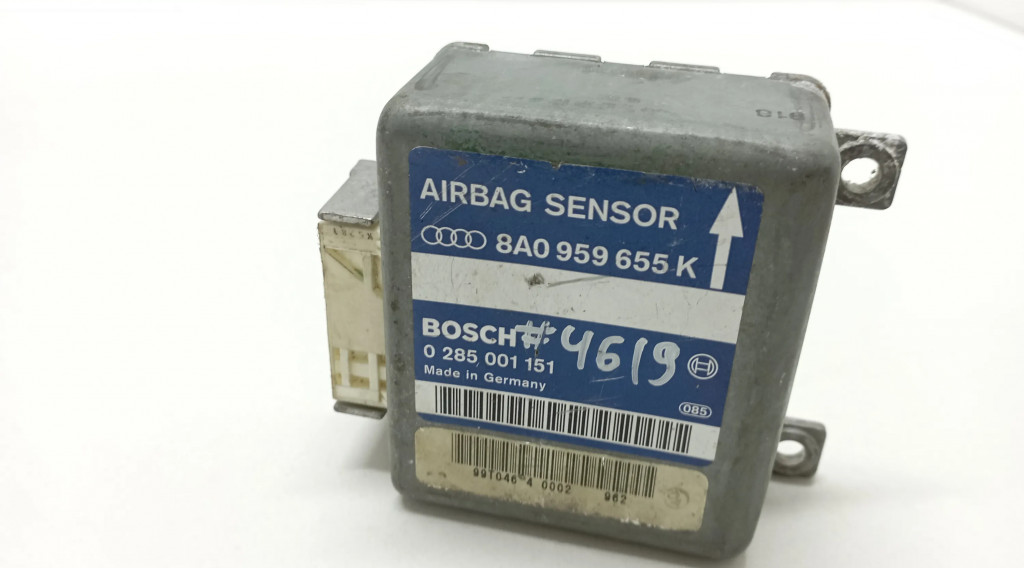 AIRBAG SENSOR
8A0 959 655 K
BOSCH #4619
0 285 001 151
Made in Germany
085
99T046 4 0002 962